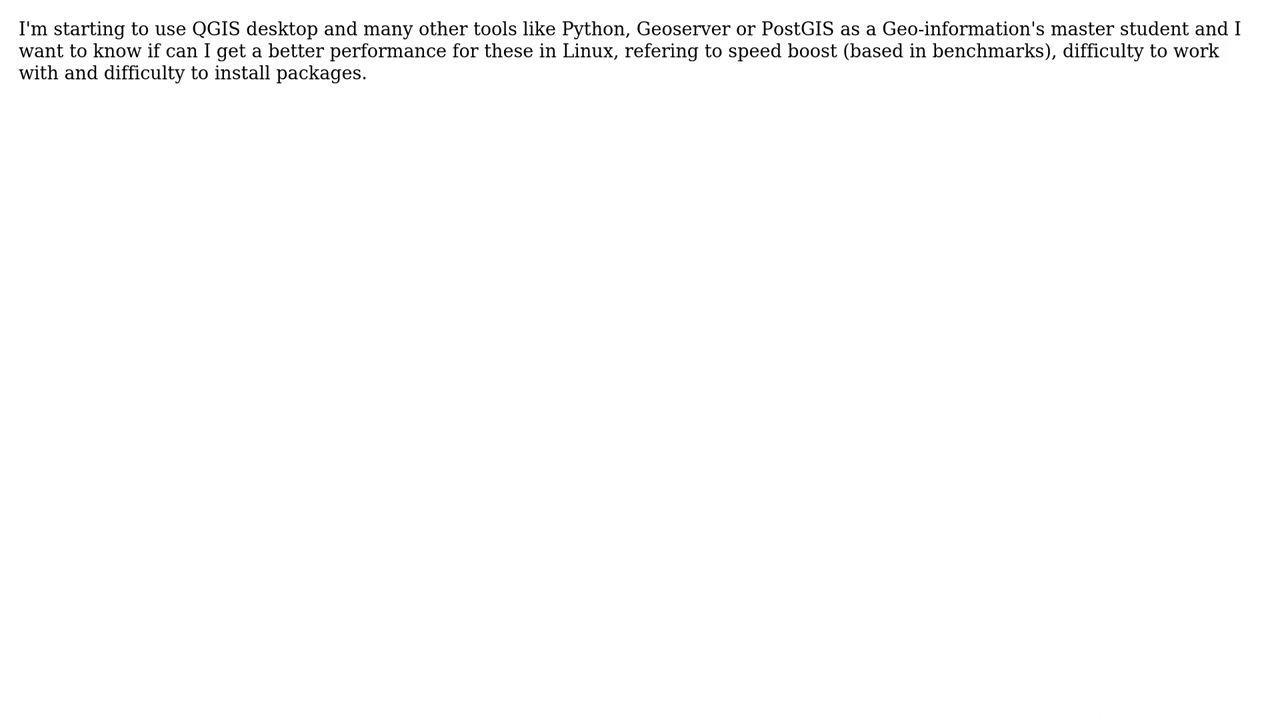 I'm starting to use QGIS desktop and many other tools like Python, Geoserver or PostGIS as a Geo-information's master student and I
want to know if can I get a better performance for these in Linux, refering to speed boost (based in benchmarks), difficulty to work
with and difficulty to install packages.